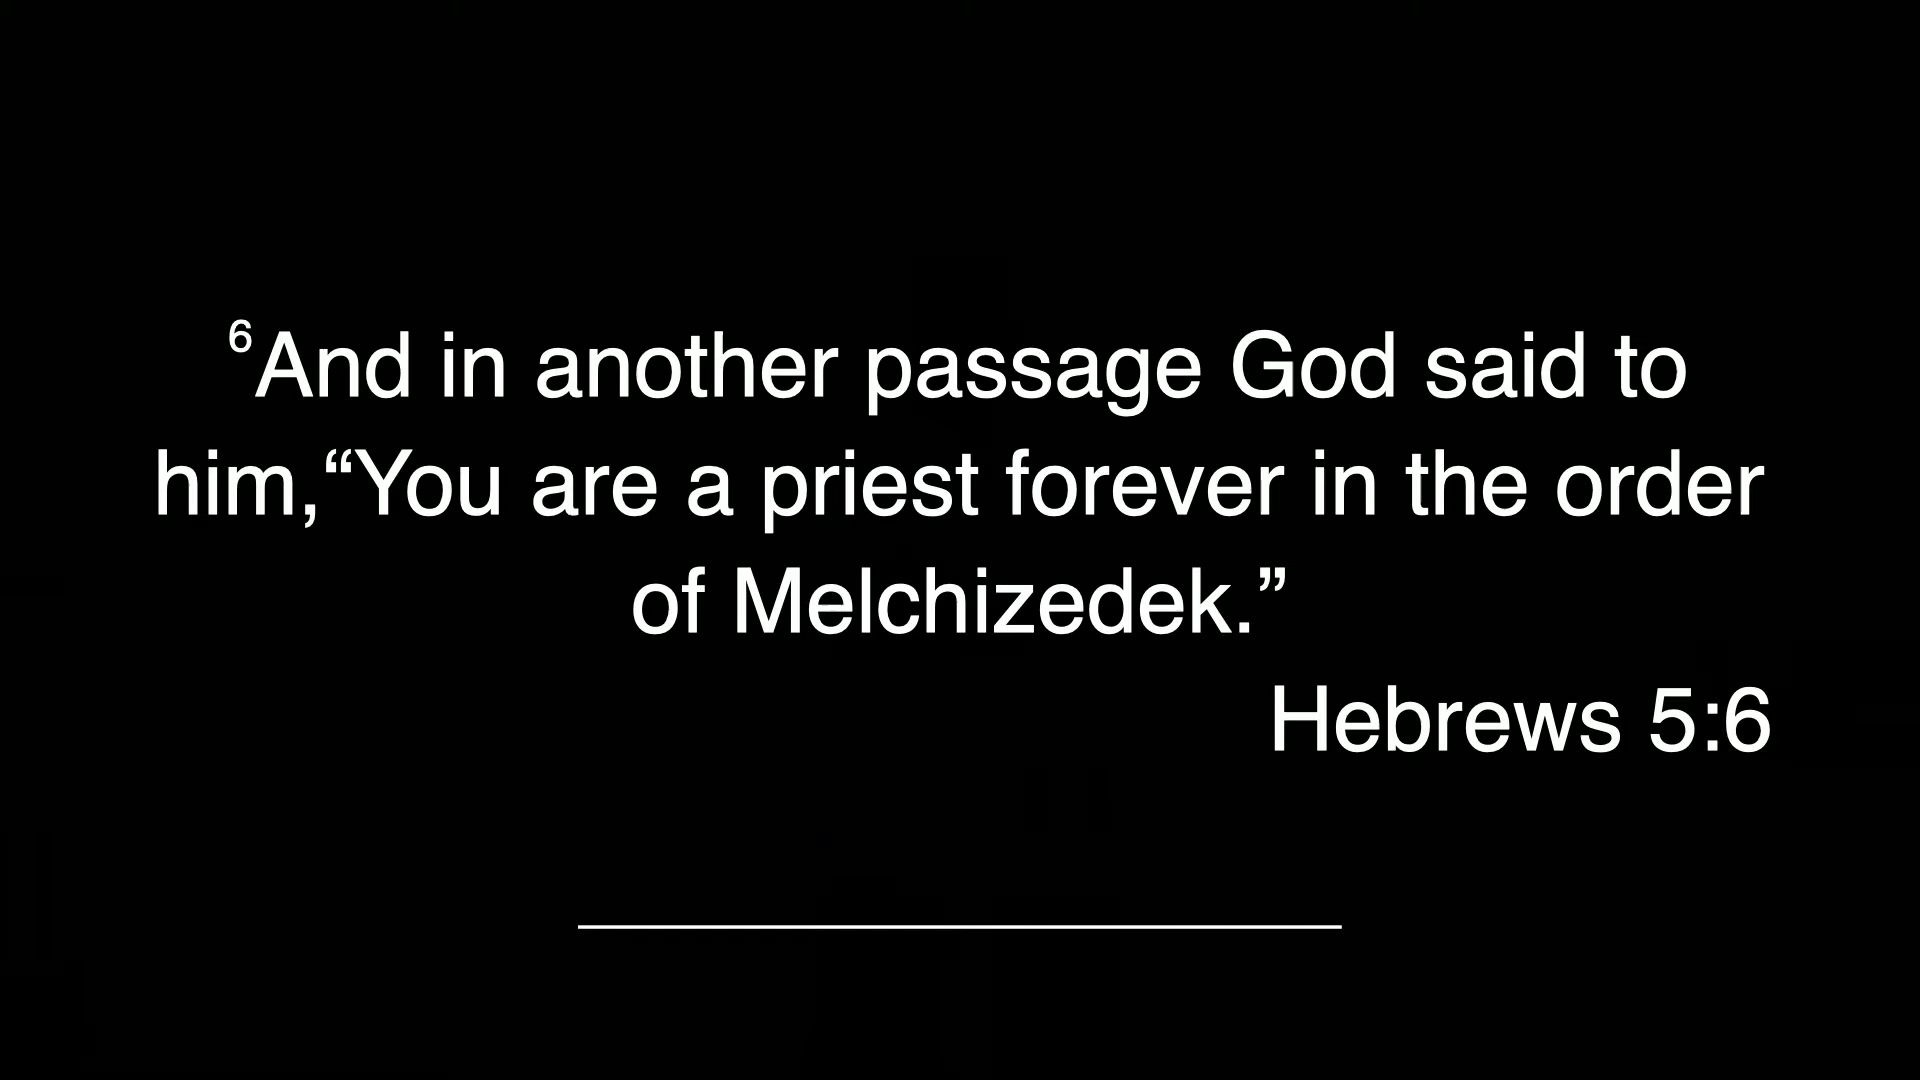 ⁶And in another passage God said to
him,“You are a priest forever in the order
of Melchizedek.”
Hebrews 5:6